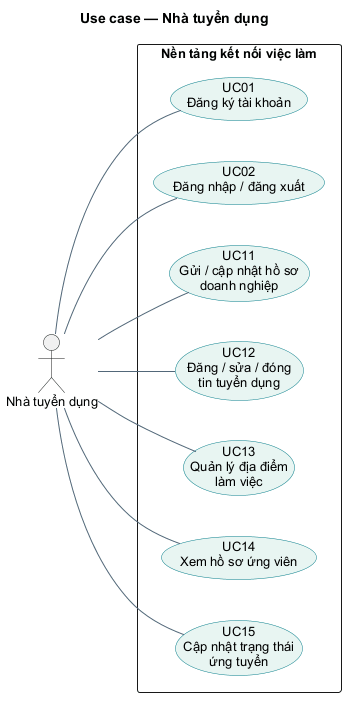 Use case — Nhà tuyển dụng
Nền tảng kết nối việc làm
UC01
Đăng ký tài khoản
UC02
Đăng nhập / đăng xuất
UC11
Gửi / cập nhật hồ sơ
doanh nghiệp
UC12
Đăng / sửa / đóng
tin tuyển dụng
Nhà tuyển dụng
UC13
Quản lý địa điểm
làm việc
UC14
Xem hồ sơ ứng viên
UC15
Cập nhật trạng thái
ứng tuyển